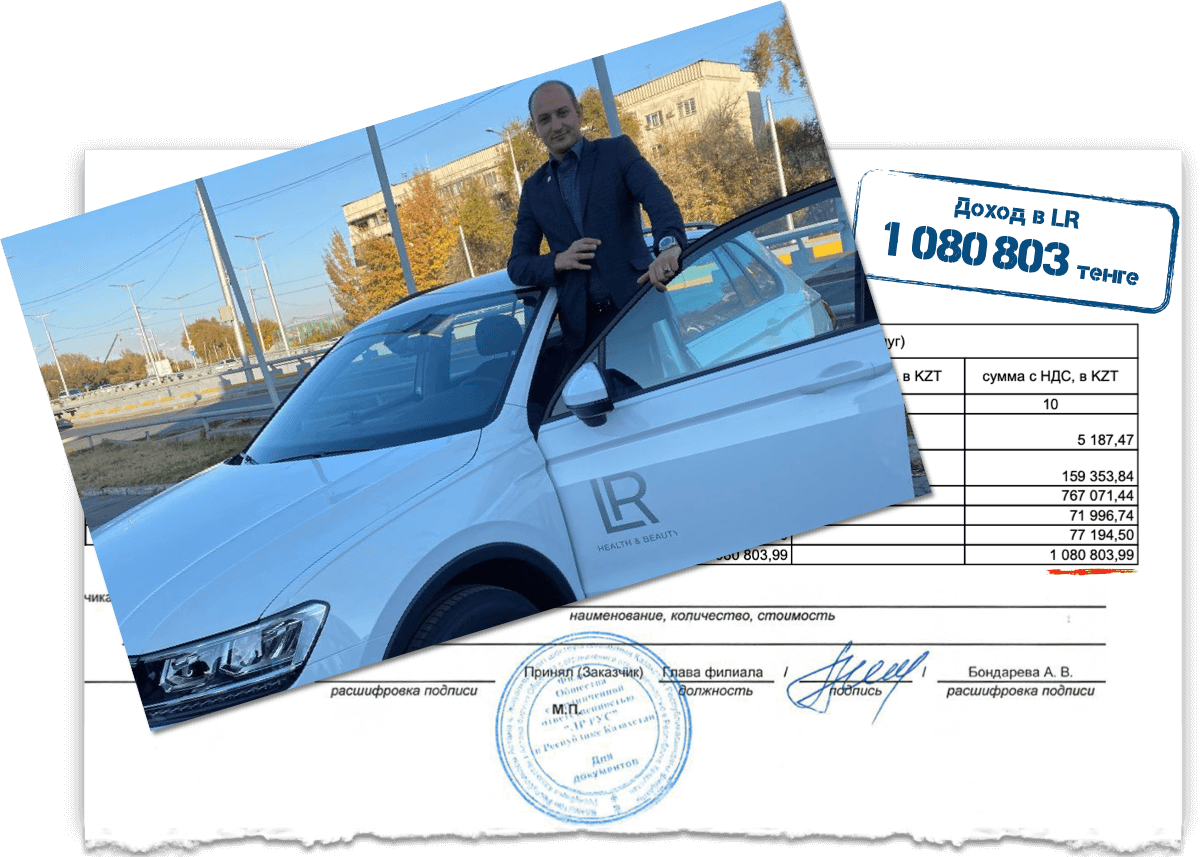 Доход в LR
1 080 803 тенге
уг)
в KZT
сумма с НДС, в KZT
10
5 187,47
159 353,84
767 071,44
71 996,74
77 194,50
080 803,99
1 080 803,99
LR
HEALTH & BEAUTY
чика
наименование, количество, стоимость
Принял (Заказчик)
Глава филиала
/
/
Бондарева А. В.
расшифровка подписи
должность
подпись
расшифровка подписи
М.П.
Общества
с ограниченной
ответственностью
"ЛР РУС"
в Республике Казахстан
Для
документов